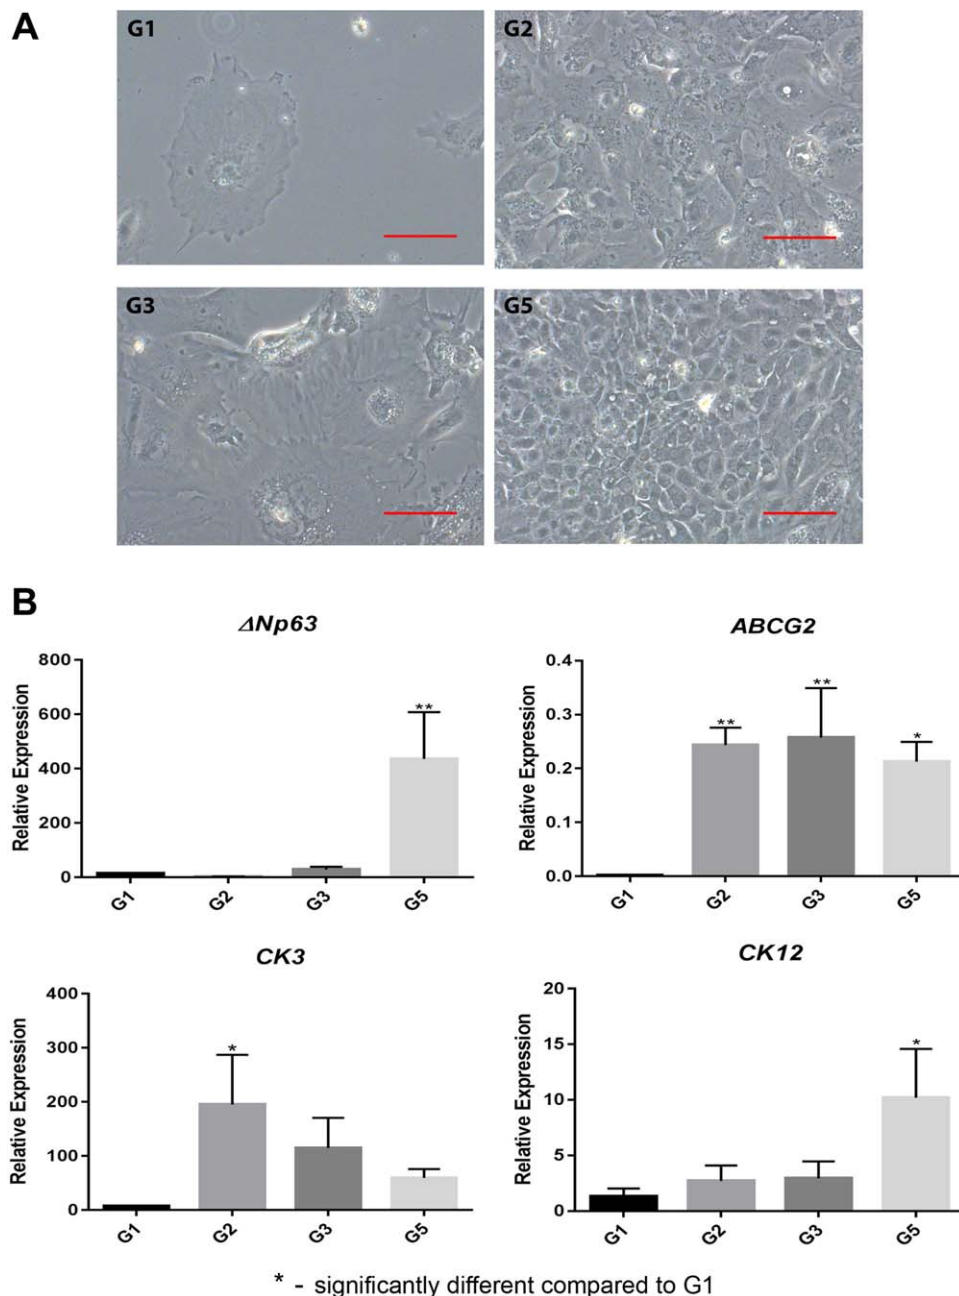 A
G1
G2
G3
G5
B
ΔNp63
Relative Expression
800
600
400
200
0
**
G1
G2
G3
G5
ABCG2
Relative Expression
0.4
0.3
0.2
0.1
0.0
**
**
*
G1
G2
G3
G5
CK3
Relative Expression
400
300
200
100
0
*
G1
G2
G3
G5
CK12
Relative Expression
20
15
10
5
0
*
G1
G2
G3
G5
* - significantly different compared to G1